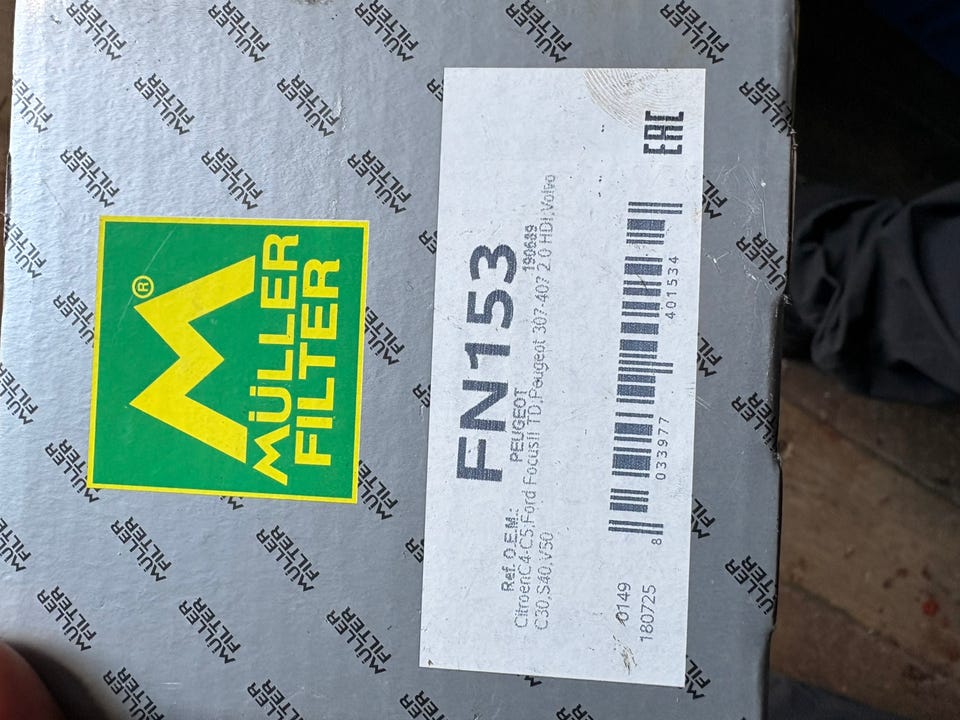 MÜLLER
FILTER
®
FN153
Ref. O.E.M.:
PEUGEOT 190689
CitroenC4-C5;Ford FocusII TD;Peugeot 307-407 2.0 HDI;Volvo
C30,S40,V50
0149
180725
8 033977 401534
EAC